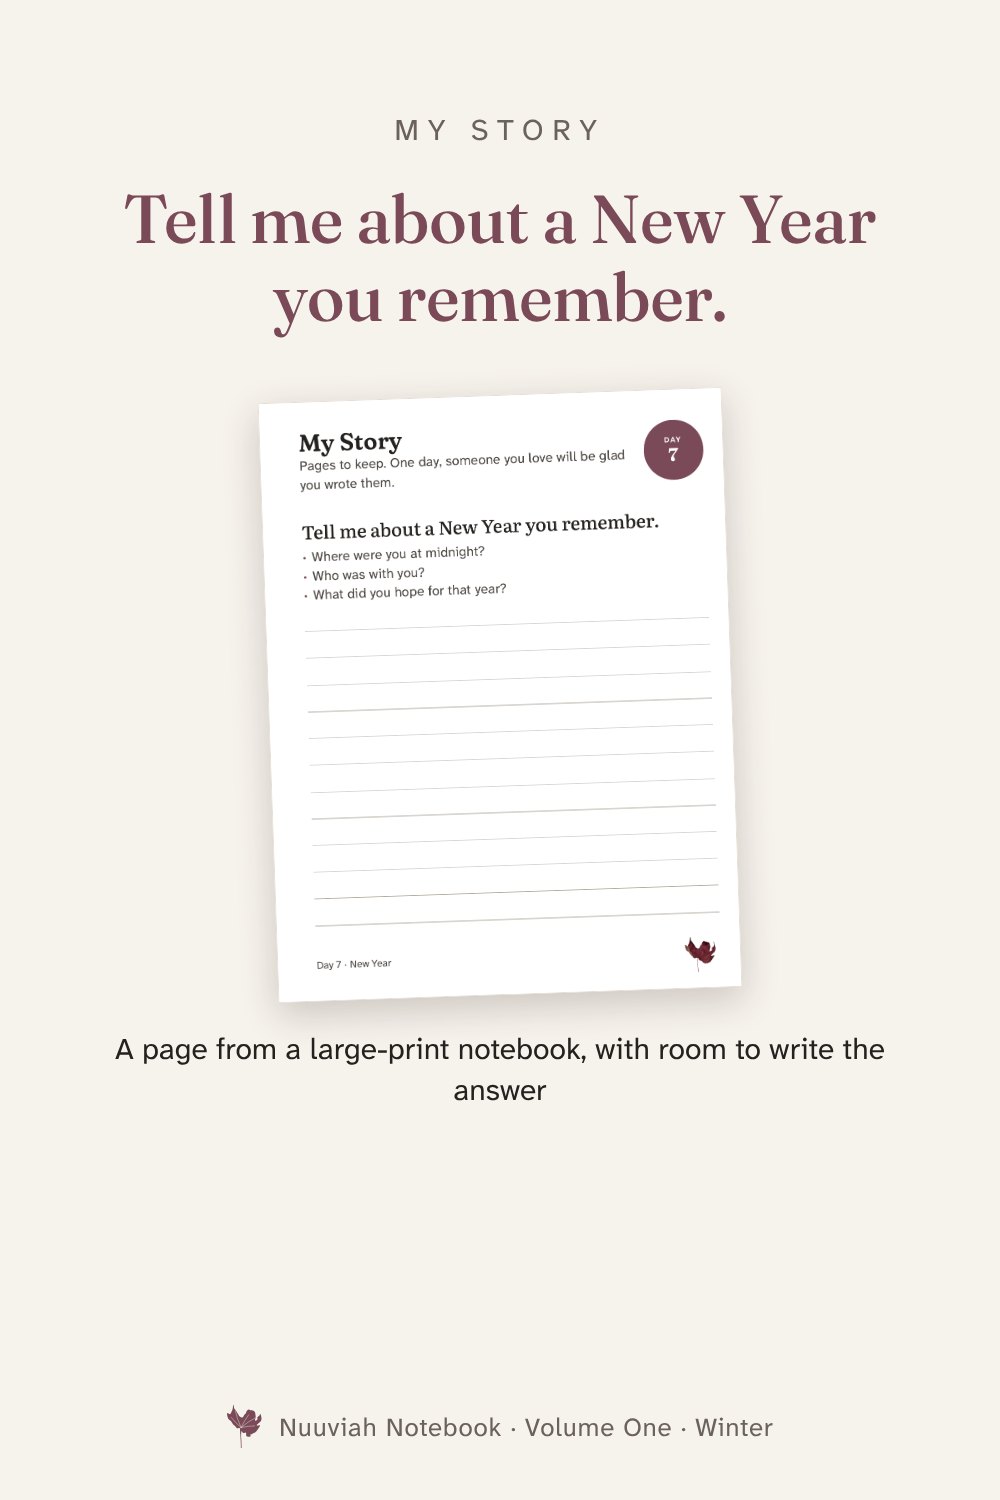 MY STORY
Tell me about a New Year
you remember.
My Story
Pages to keep. One day, someone you love will be glad
you wrote them.
DAY
7
Tell me about a New Year you remember.
• Where were you at midnight?
• Who was with you?
• What did you hope for that year?
Day 7 · New Year
A page from a large-print notebook, with room to write the
answer
Nuuviah Notebook · Volume One · Winter